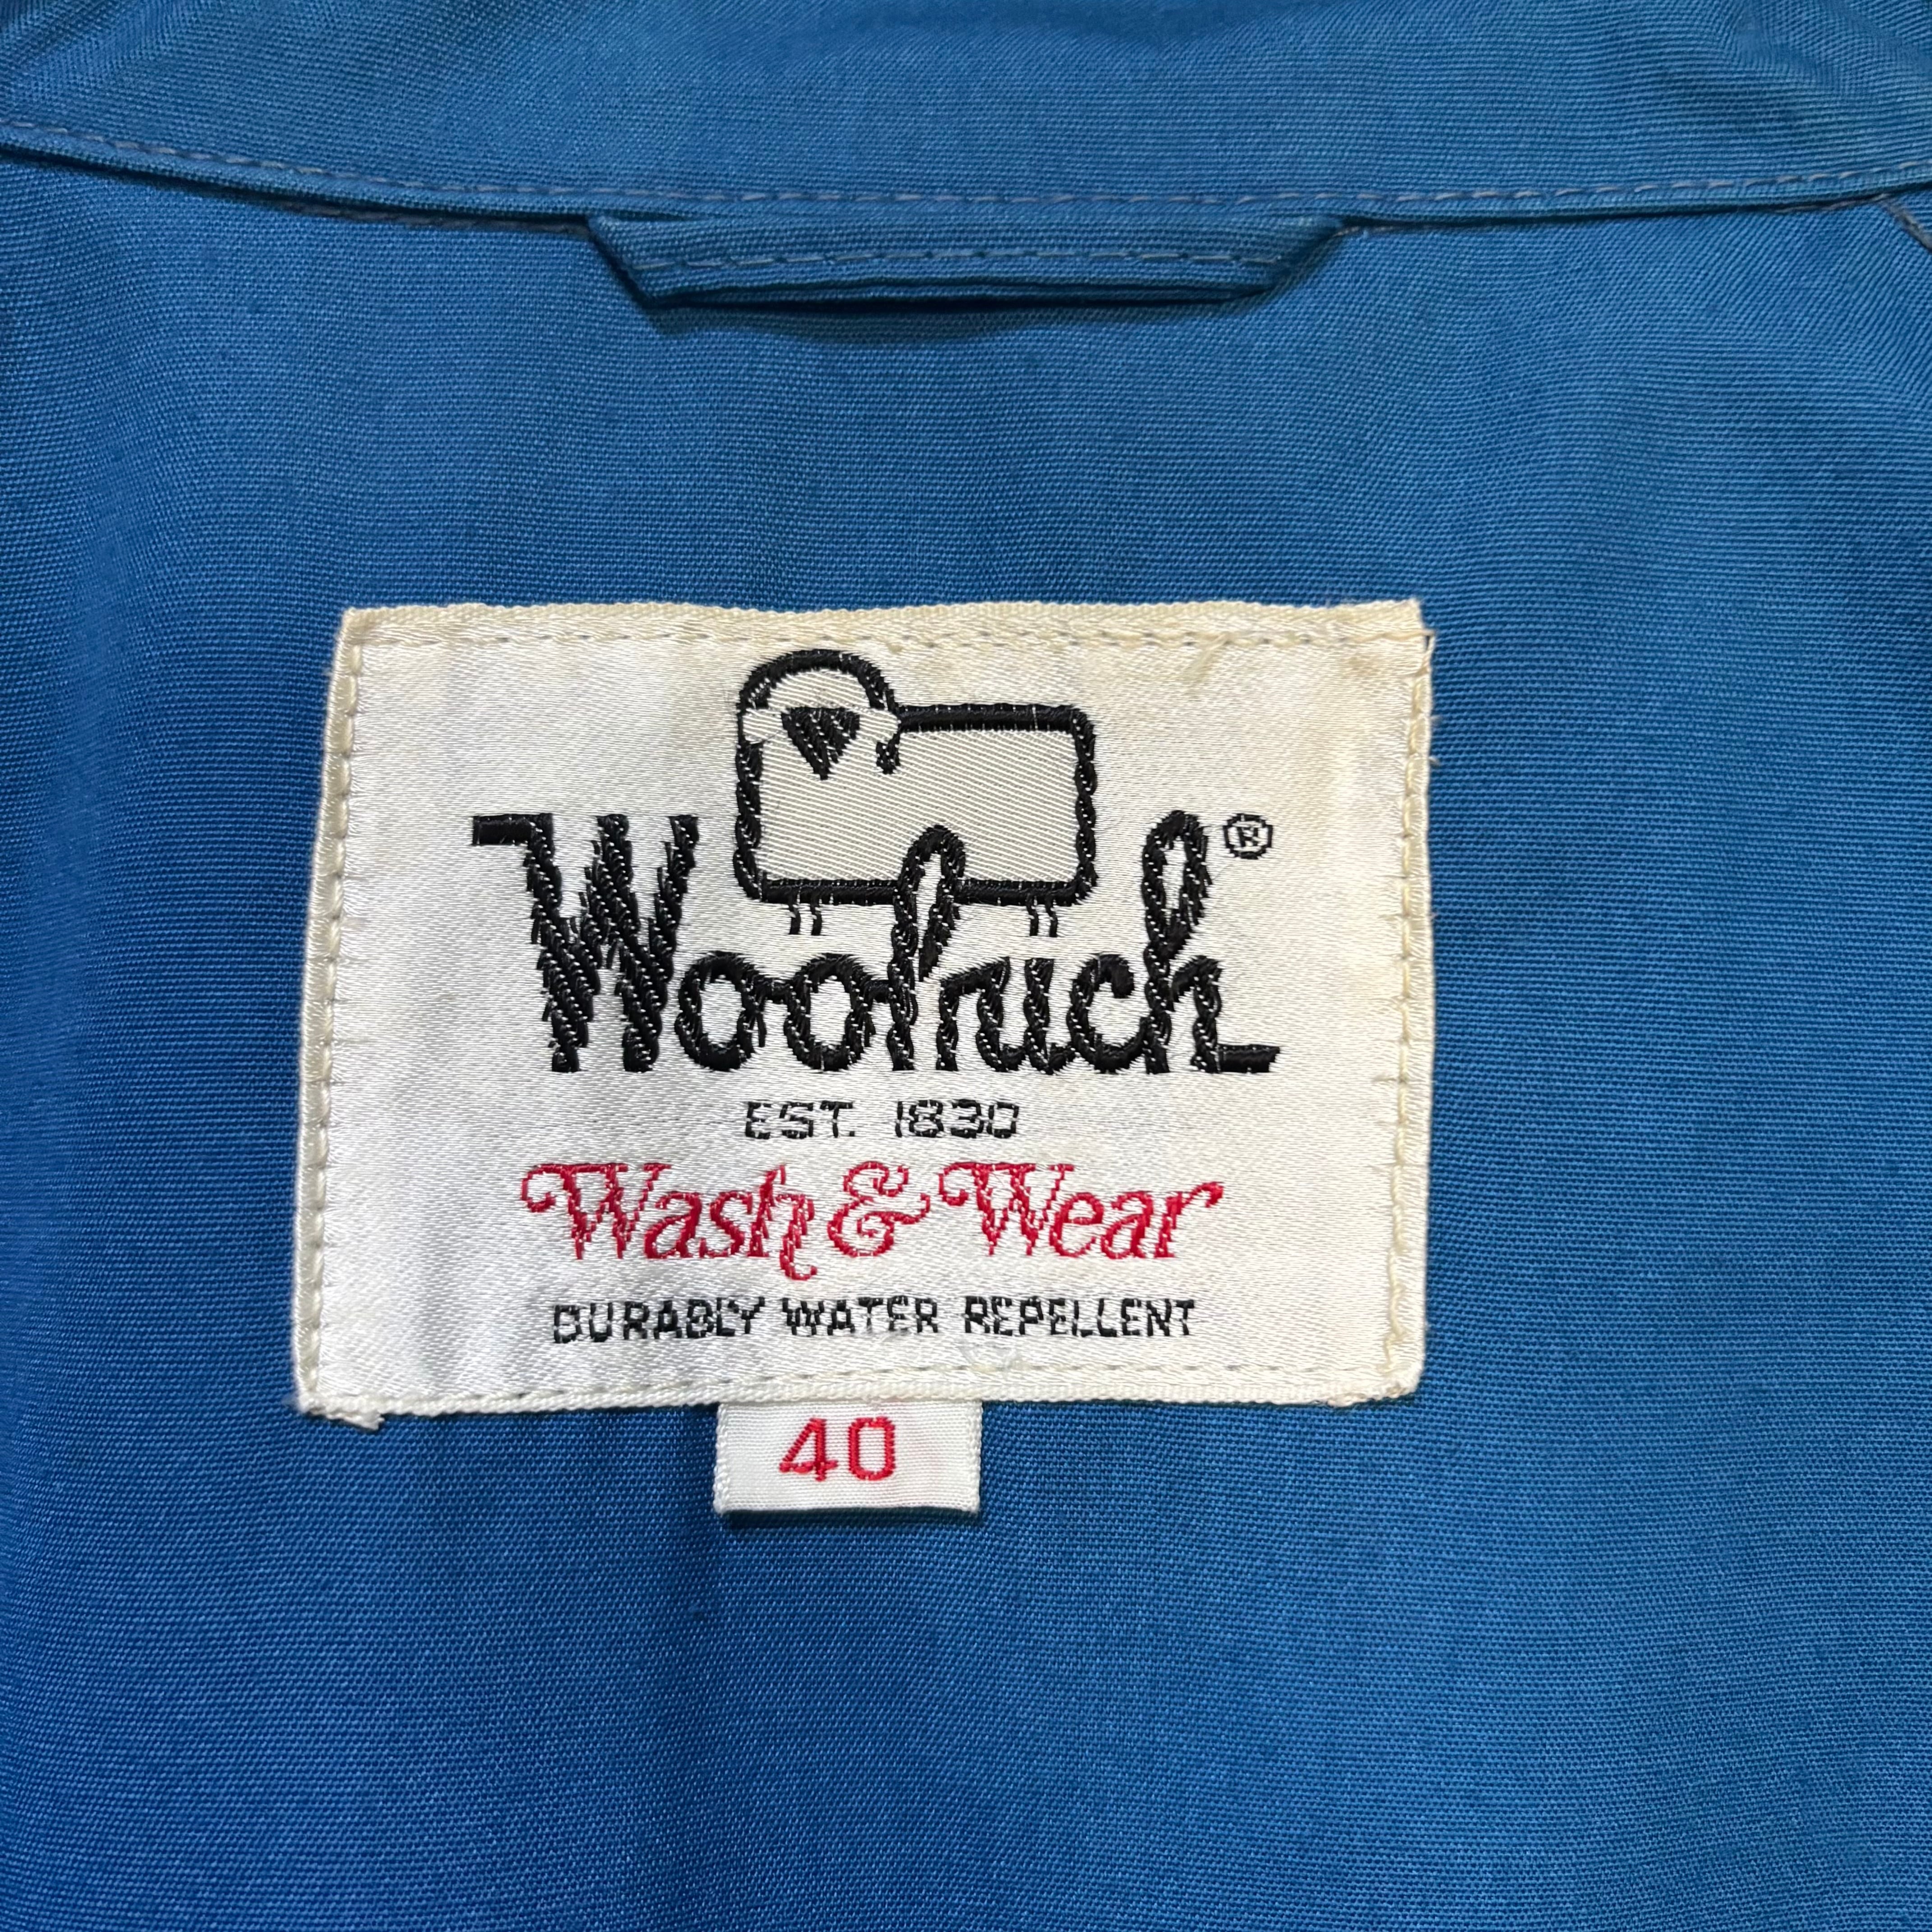 Woolrich®
EST. 1830
Wash & Wear
DURABLY WATER REPELLENT
40